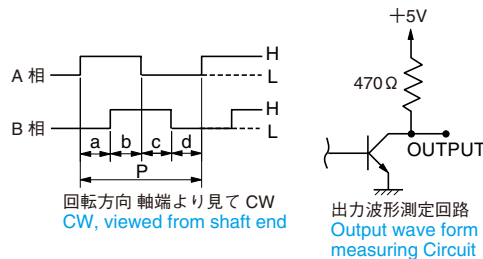 A 相
H
L
B 相
H
L
a b c d
P
回転方向 軸端より見て CW
CW, viewed from shaft end
+5V
470Ω
OUTPUT
出力波形測定回路
Output wave form
measuring Circuit